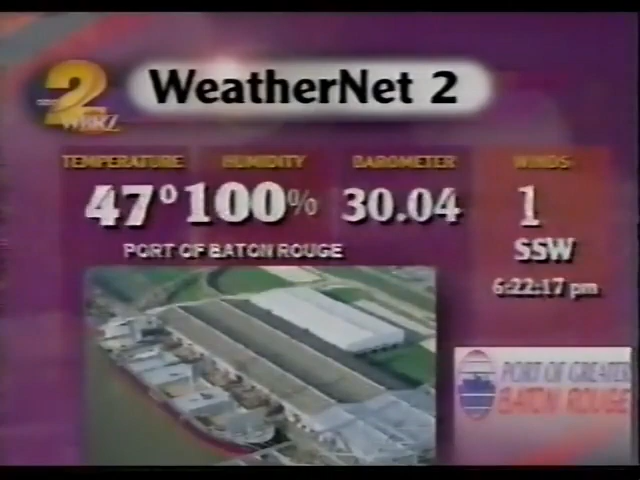 2
WBRZ
WeatherNet 2
TEMPERATURE HUMIDITY BAROMETER WINDS
47° 100% 30.04 1
SSW
PORT OF BATON ROUGE
6:22:17 pm
PORT OF GREATER
BATON ROUGE